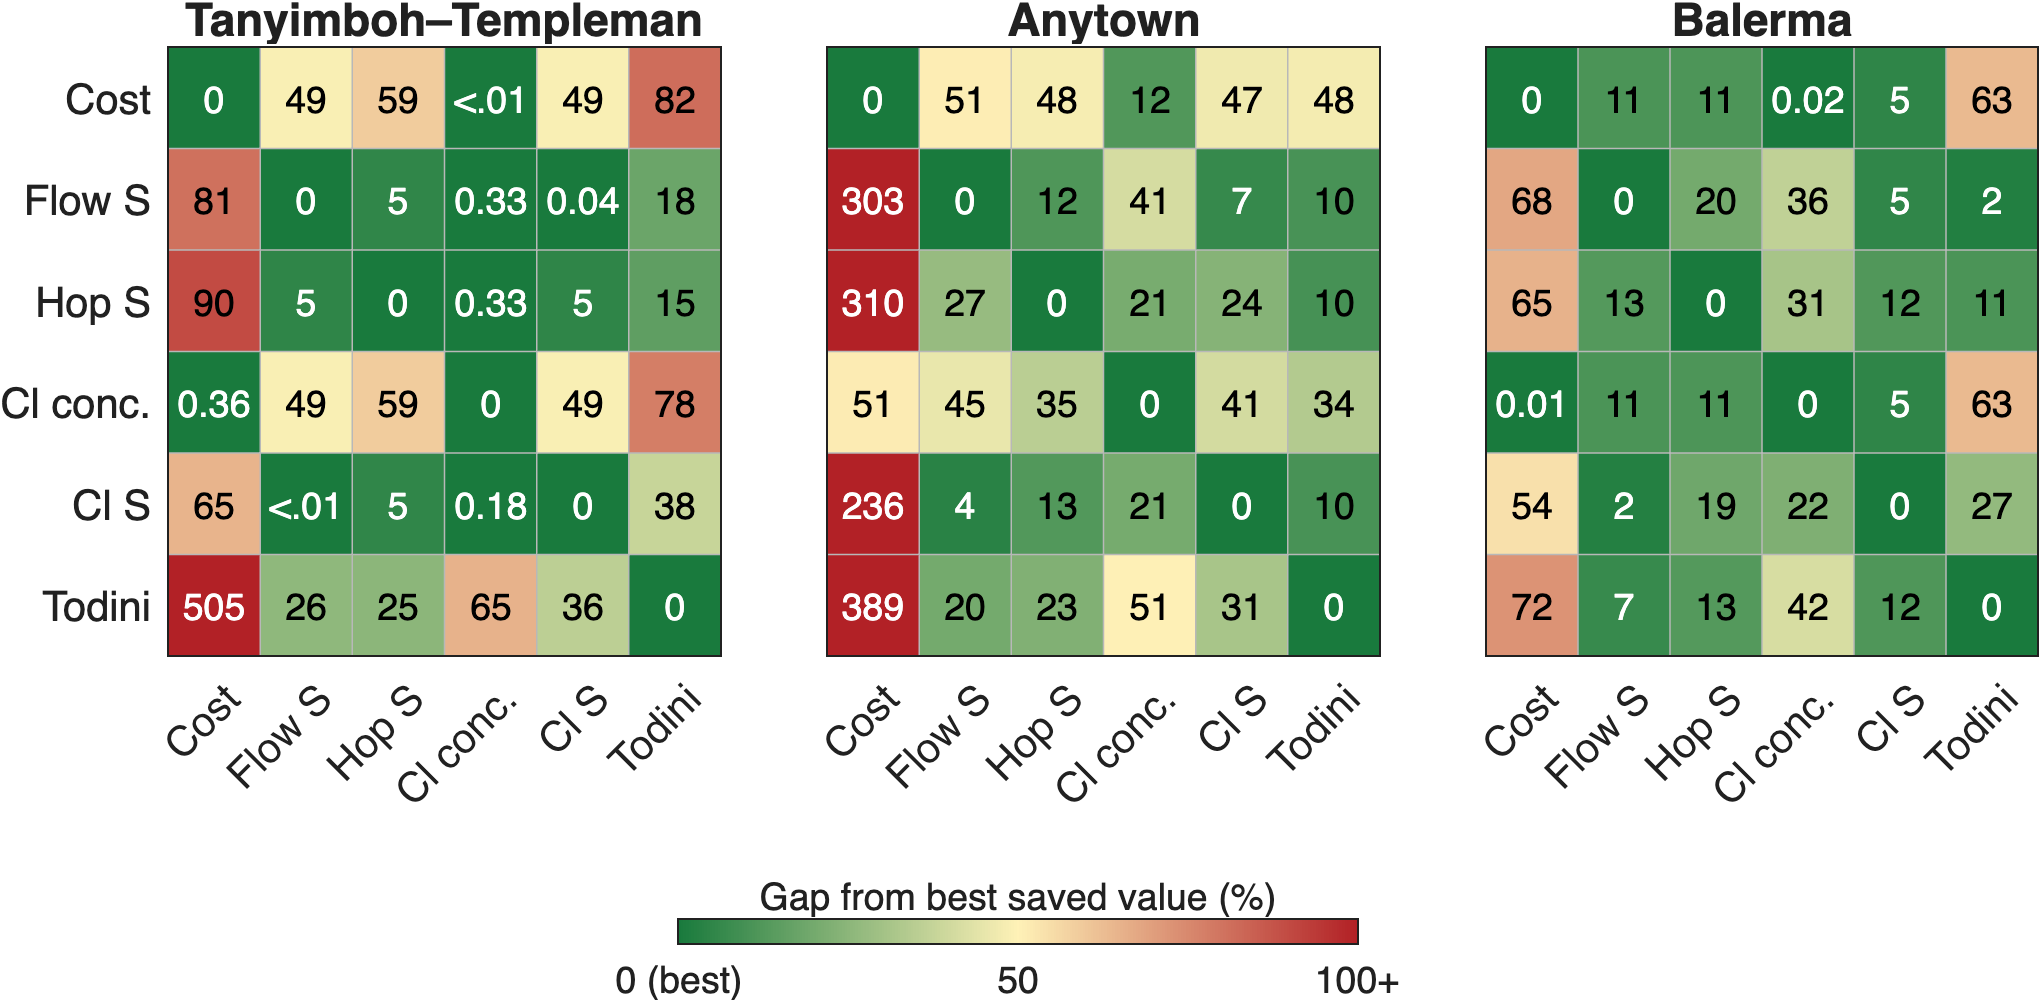 Tanyimboh–Templeman Anytown Balerma
Cost 0 49 59 <.01 49 82 0 51 48 12 47 48 0 11 11 0.02 5 63
Flow S 81 0 5 0.33 0.04 18 303 0 12 41 7 10 68 0 20 36 5 2
Hop S 90 5 0 0.33 5 15 310 27 0 21 24 10 65 13 0 31 12 11
Cl conc. 0.36 49 59 0 49 78 51 45 35 0 41 34 0.01 11 11 0 5 63
Cl S 65 <.01 5 0.18 0 38 236 4 13 21 0 10 54 2 19 22 0 27
Todini 505 26 25 65 36 0 389 20 23 51 31 0 72 7 13 42 12 0
Cost Flow S Hop S Cl conc. Cl S Todini Cost Flow S Hop S Cl conc. Cl S Todini Cost Flow S Hop S Cl conc. Cl S Todini
Gap from best saved value (%)
0 (best) 50 100+